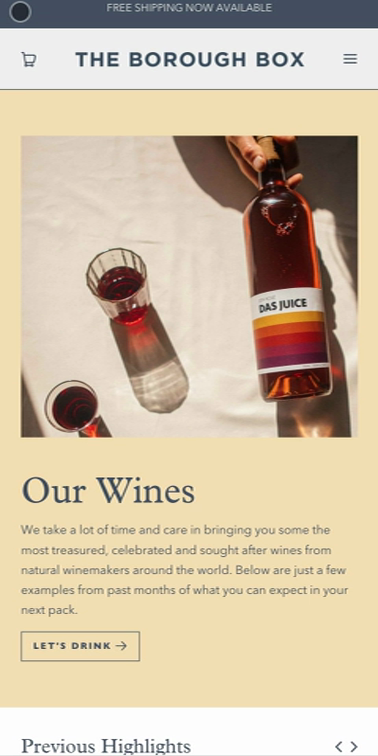 FREE SHIPPING NOW AVAILABLE
THE BOROUGH BOX
DAS JUICE
Our Wines
We take a lot of time and care in bringing you some the
most treasured, celebrated and sought after wines from
natural winemakers around the world. Below are just a few
examples from past months of what you can expect in your
next pack.
LET'S DRINK →
Previous Highlights